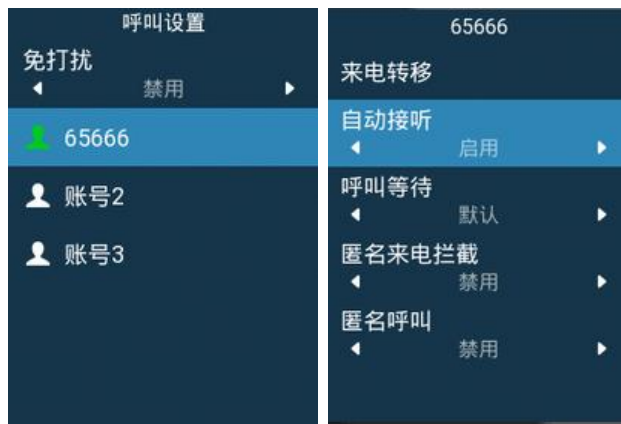 呼叫设置
免打扰
禁用
65666
账号2
账号3
65666
来电转移
自动接听
启用
呼叫等待
默认
匿名来电拦截
禁用
匿名呼叫
禁用